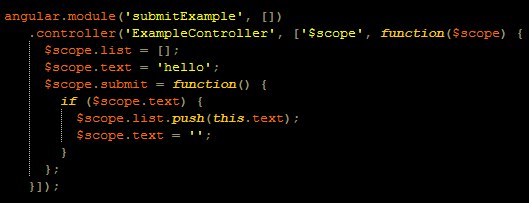 angular.module('submitExample', [])
.controller('ExampleController', ['$scope', function($scope) {
$scope.list = [];
$scope.text = 'hello';
$scope.submit = function() {
if ($scope.text) {
$scope.list.push(this.text);
$scope.text = '';
}
};
}]);